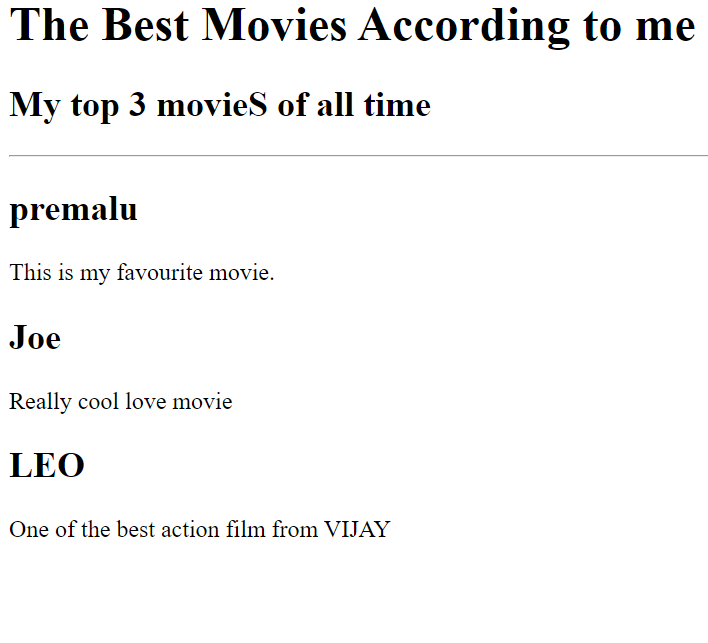 The Best Movies According to me
My top 3 movieS of all time
premalu
This is my favourite movie.
Joe
Really cool love movie
LEO
One of the best action film from VIJAY